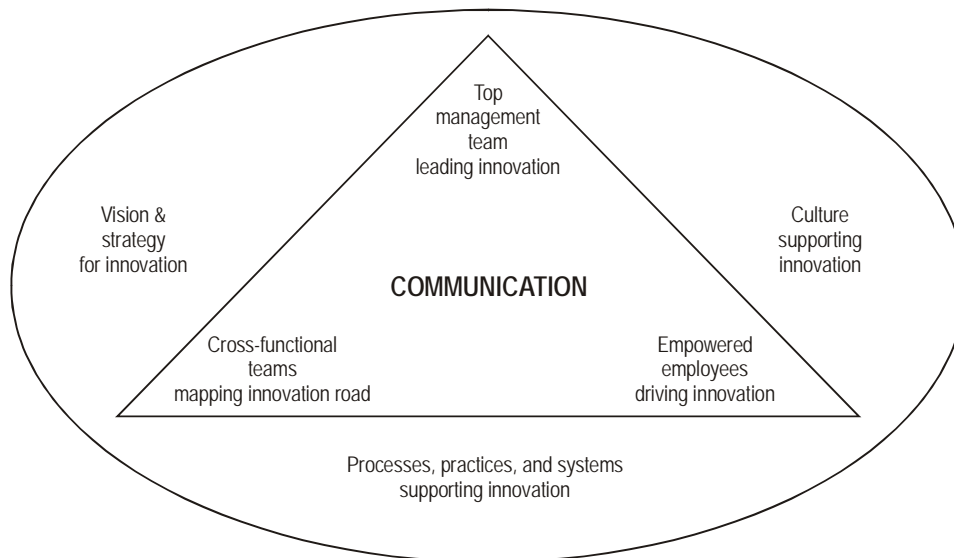 Top
management
team
leading innovation
Vision &
strategy
for innovation
Culture
supporting
innovation
COMMUNICATION
Cross-functional
teams
mapping innovation road
Empowered
employees
driving innovation
Processes, practices, and systems
supporting innovation